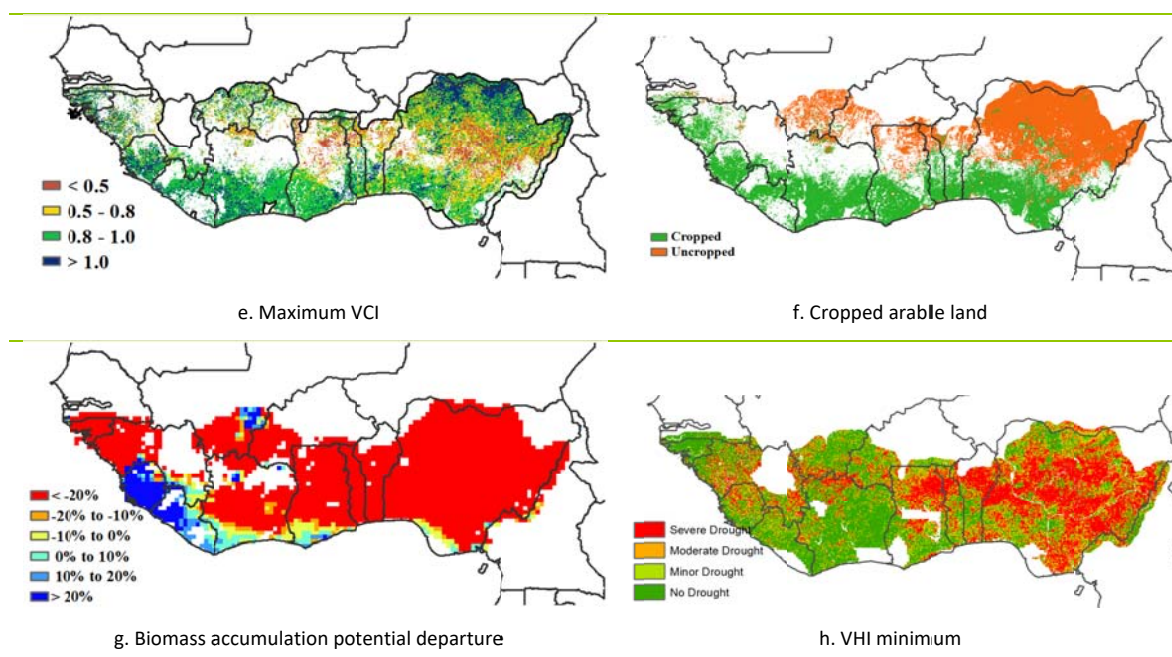 < 0.5
0.5 - 0.8
0.8 - 1.0
> 1.0
e. Maximum VCI
Cropped
Uncropped
f. Cropped arable land
< -20%
-20% to -10%
-10% to 0%
0% to 10%
10% to 20%
> 20%
g. Biomass accumulation potential departure
Severe Drought
Moderate Drought
Minor Drought
No Drought
h. VHI minimum